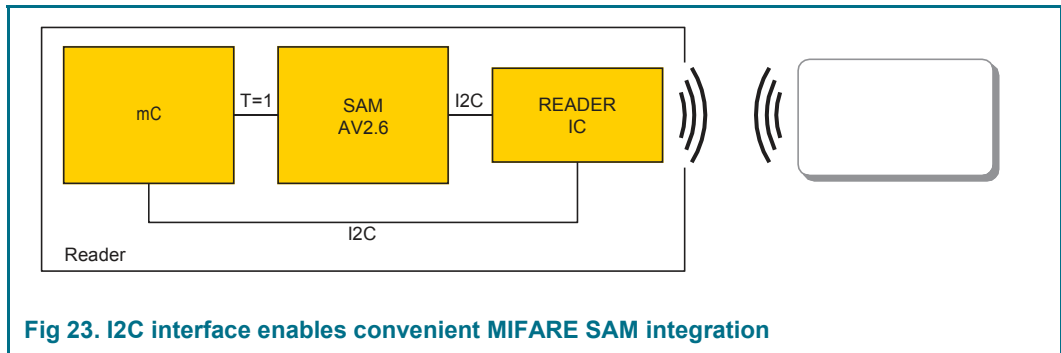 mC
T=1
SAM
AV2.6
I2C
READER
IC
I2C
Reader
Fig 23. I2C interface enables convenient MIFARE SAM integration